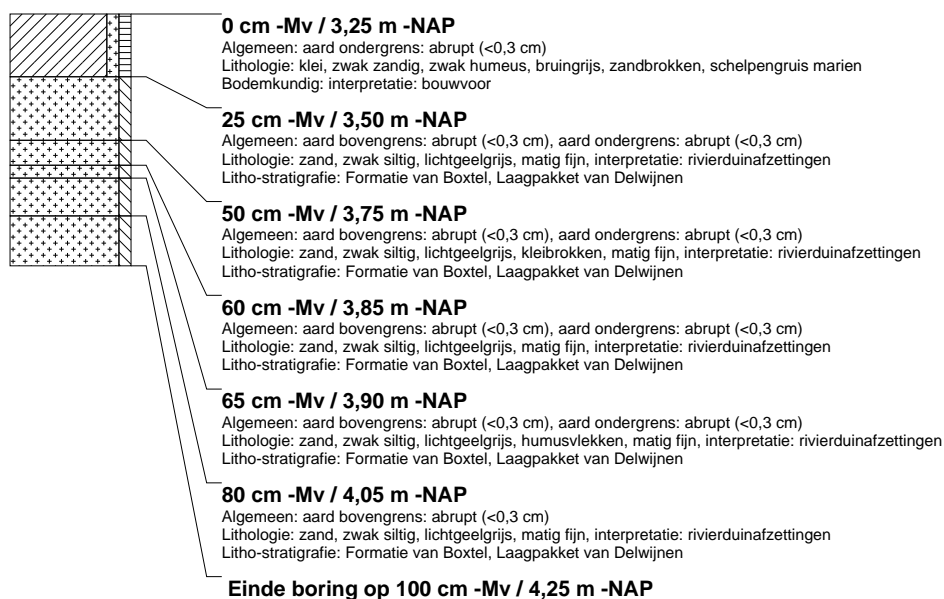 0 cm -Mv / 3,25 m -NAP
Algemeen: aard ondergrens: abrupt (<0,3 cm)
Lithologie: klei, zwak zandig, zwak humeus, bruingrijs, zandbrokken, schelpengruis marien
Bodemkundig: interpretatie: bouwvoor
25 cm -Mv / 3,50 m -NAP
Algemeen: aard bovengrens: abrupt (<0,3 cm), aard ondergrens: abrupt (<0,3 cm)
Lithologie: zand, zwak siltig, lichtgeelgrijs, matig fijn, interpretatie: rivierduinafzettingen
Litho-stratigrafie: Formatie van Boxtel, Laagpakket van Delwijnen
50 cm -Mv / 3,75 m -NAP
Algemeen: aard bovengrens: abrupt (<0,3 cm), aard ondergrens: abrupt (<0,3 cm)
Lithologie: zand, zwak siltig, lichtgeelgrijs, kleibrokken, matig fijn, interpretatie: rivierduinafzettingen
Litho-stratigrafie: Formatie van Boxtel, Laagpakket van Delwijnen
60 cm -Mv / 3,85 m -NAP
Algemeen: aard bovengrens: abrupt (<0,3 cm), aard ondergrens: abrupt (<0,3 cm)
Lithologie: zand, zwak siltig, lichtgeelgrijs, matig fijn, interpretatie: rivierduinafzettingen
Litho-stratigrafie: Formatie van Boxtel, Laagpakket van Delwijnen
65 cm -Mv / 3,90 m -NAP
Algemeen: aard bovengrens: abrupt (<0,3 cm), aard ondergrens: abrupt (<0,3 cm)
Lithologie: zand, zwak siltig, lichtgeelgrijs, humusvlekken, matig fijn, interpretatie: rivierduinafzettingen
Litho-stratigrafie: Formatie van Boxtel, Laagpakket van Delwijnen
80 cm -Mv / 4,05 m -NAP
Algemeen: aard bovengrens: abrupt (<0,3 cm)
Lithologie: zand, zwak siltig, lichtgeelgrijs, matig fijn, interpretatie: rivierduinafzettingen
Litho-stratigrafie: Formatie van Boxtel, Laagpakket van Delwijnen
Einde boring op 100 cm -Mv / 4,25 m -NAP